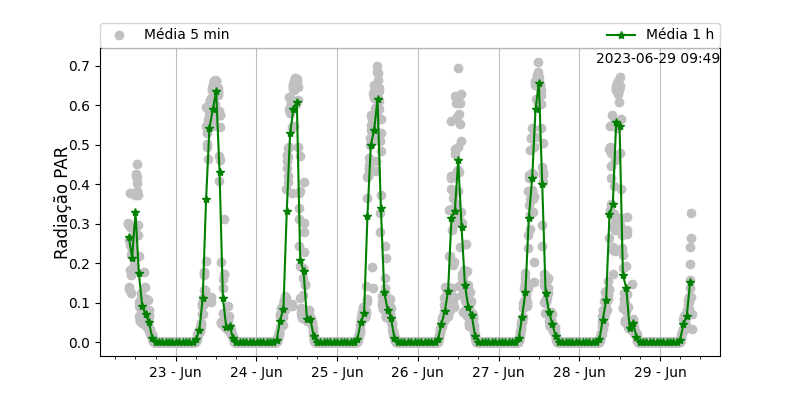 Média 5 min
Média 1 h
2023-06-29 09:49
Radiação PAR
0.7
0.6
0.5
0.4
0.3
0.2
0.1
0.0
23 - Jun
24 - Jun
25 - Jun
26 - Jun
27 - Jun
28 - Jun
29 - Jun